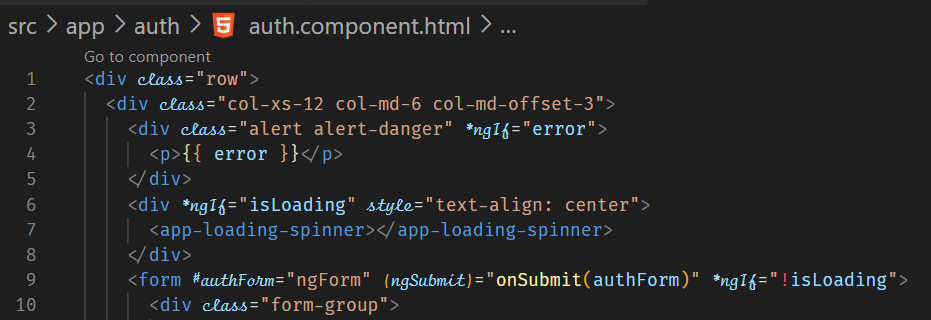 src > app > auth > auth.component.html > ...
Go to component
1 <div class="row">
2 <div class="col-xs-12 col-md-6 col-md-offset-3">
3 <div class="alert alert-danger" *ngIf="error">
4 <p>{{ error }}</p>
5 </div>
6 <div *ngIf="isLoading" style="text-align: center">
7 <app-loading-spinner></app-loading-spinner>
8 </div>
9 <form #authForm="ngForm" (ngSubmit)="onSubmit(authForm)" *ngIf="!isLoading">
10 <div class="form-group">